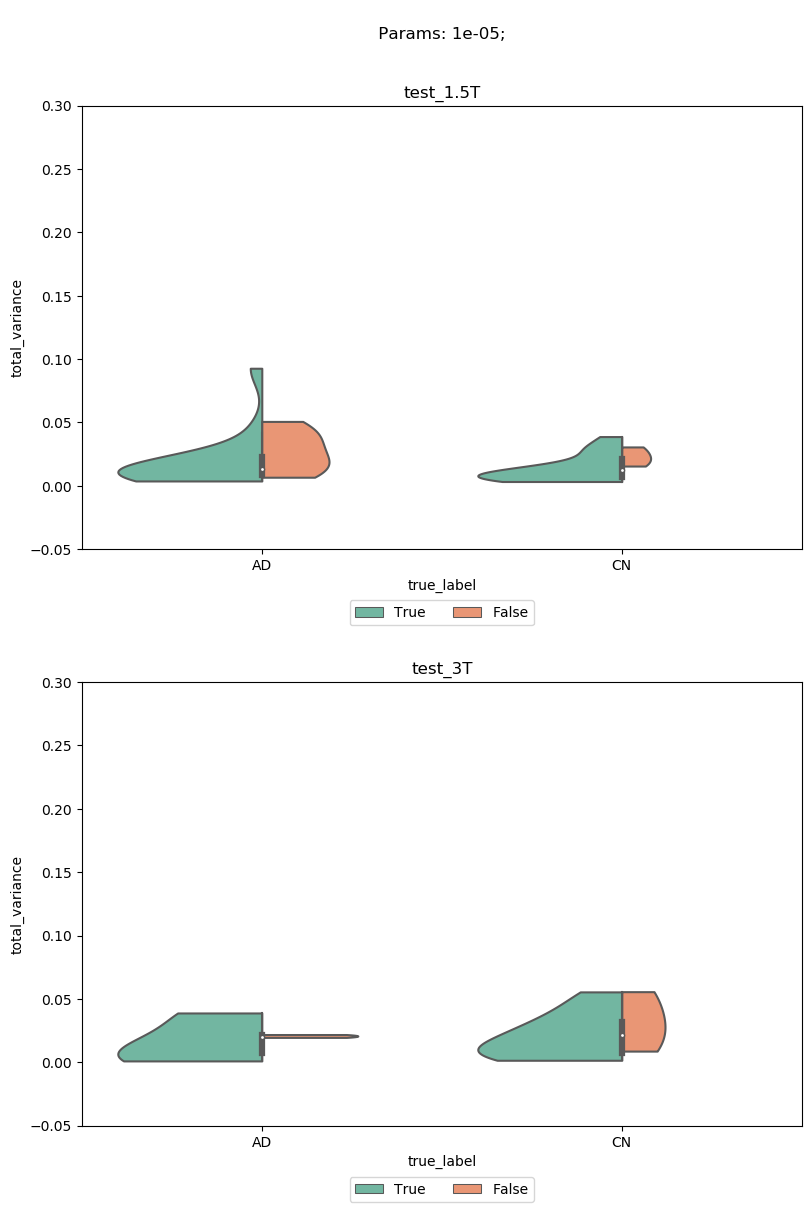 Params: 1e-05;
test_1.5T
0.30
0.25
0.20
0.15
0.10
0.05
0.00
−0.05
total_variance
AD CN
true_label
True False
test_3T
0.30
0.25
0.20
0.15
0.10
0.05
0.00
−0.05
total_variance
AD CN
true_label
True False